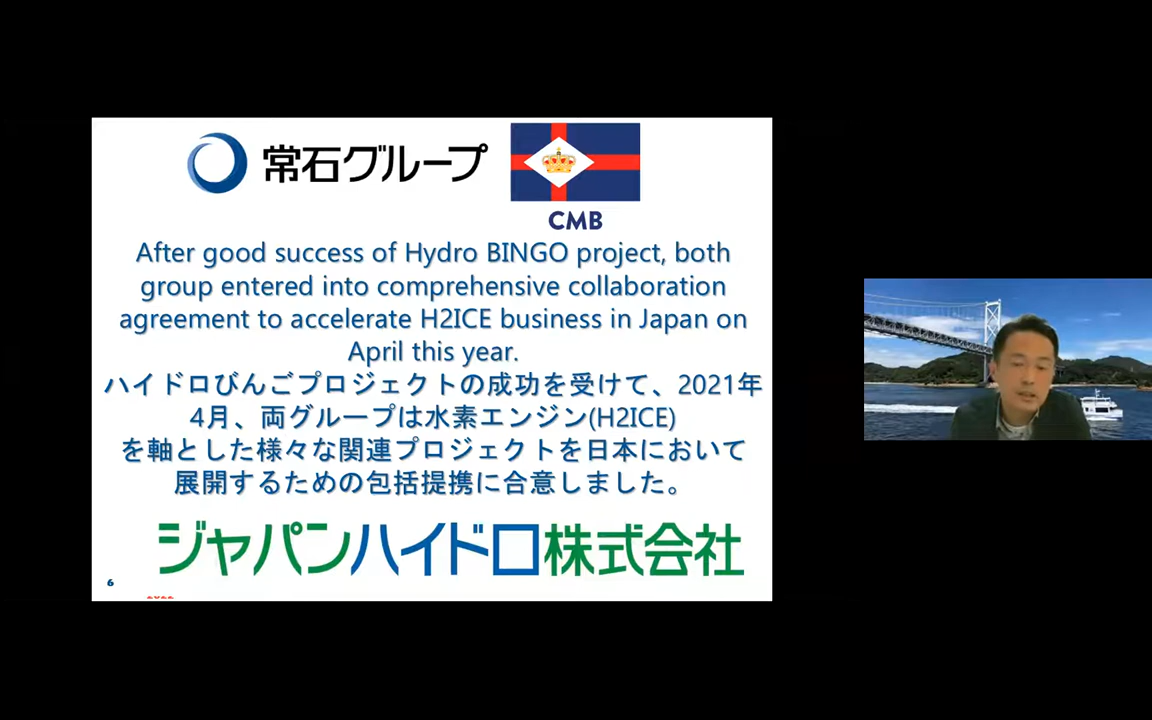 常石グループ
CMB
After good success of Hydro BINGO project, both
group entered into comprehensive collaboration
agreement to accelerate H2ICE business in Japan on
April this year.
ハイドロびんごプロジェクトの成功を受けて、2021年
4月、両グループは水素エンジン(H2ICE)
を軸とした様々な関連プロジェクトを日本において
展開するための包括提携に合意しました。
ジャパンハイドロ株式会社
6